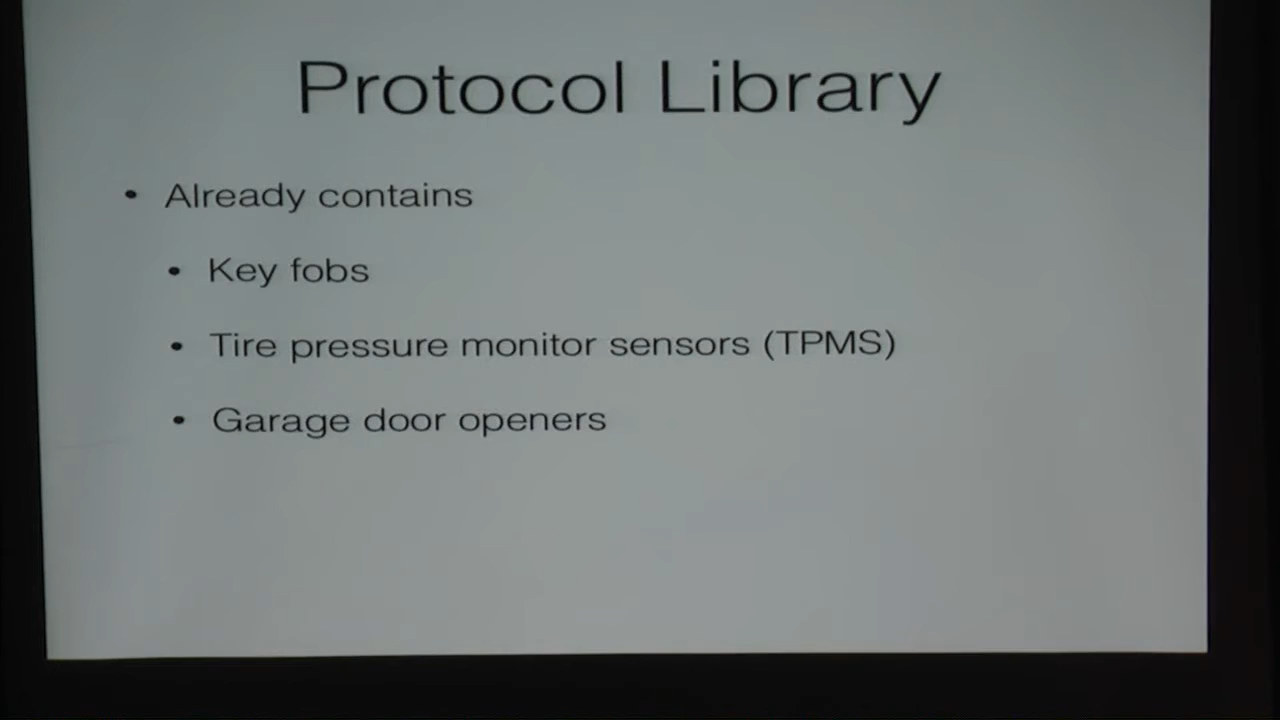 Protocol Library
• Already contains
• Key fobs
• Tire pressure monitor sensors (TPMS)
• Garage door openers